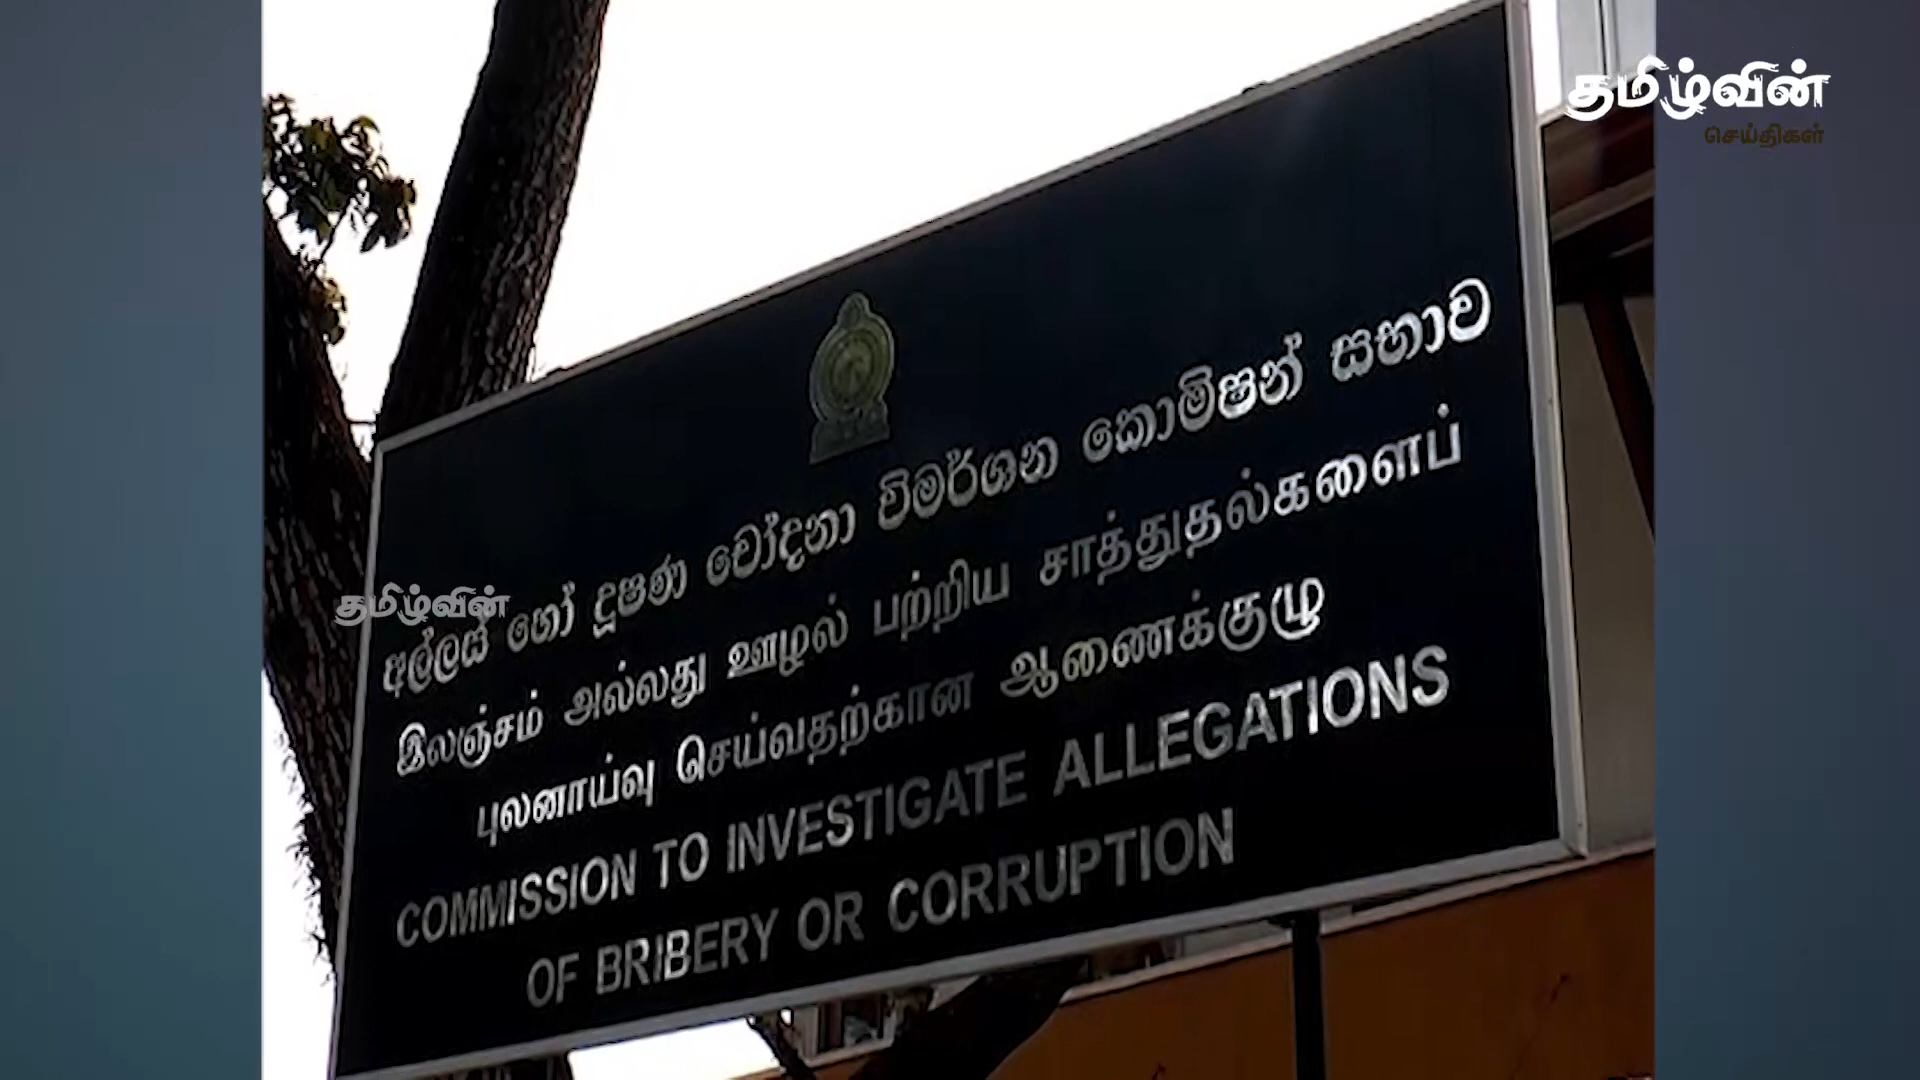 தமிழ்வின்
செய்திகள்
අල්ලස් හෝ දූෂණ චෝදනා විමර්ශන කොමිෂන් සභාව
தமிழ்வின்
இலஞ்சம் அல்லது ஊழல் பற்றிய சாத்துதல்களைப்
புலனாய்வு செய்வதற்கான ஆணைக்குழு
COMMISSION TO INVESTIGATE ALLEGATIONS
OF BRIBERY OR CORRUPTION